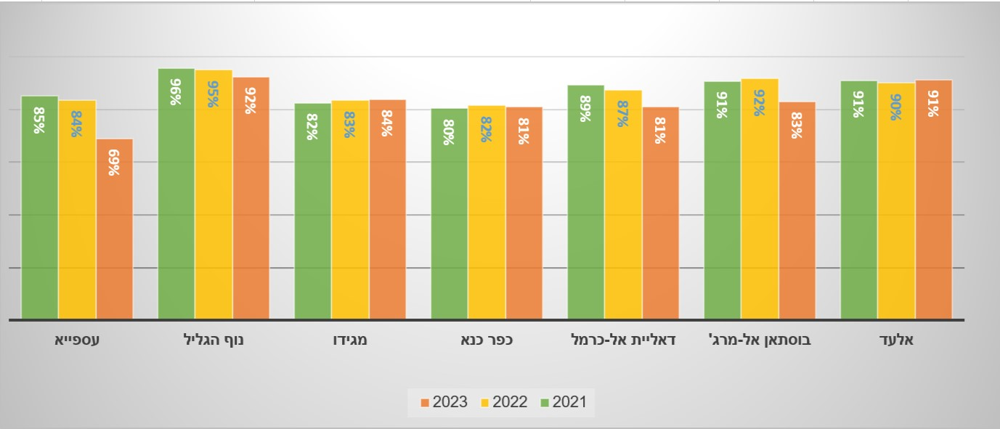 85% 84% 69% 96% 95% 92% 82% 83% 84% 80% 82% 81% 89% 87% 81% 91% 92% 83% 91% 90% 91%
אלעד בוסתאן אל-מרג' דאליית אל-כרמל כפר כנא מגידו נוף הגליל עספייא
2023 2022 2021